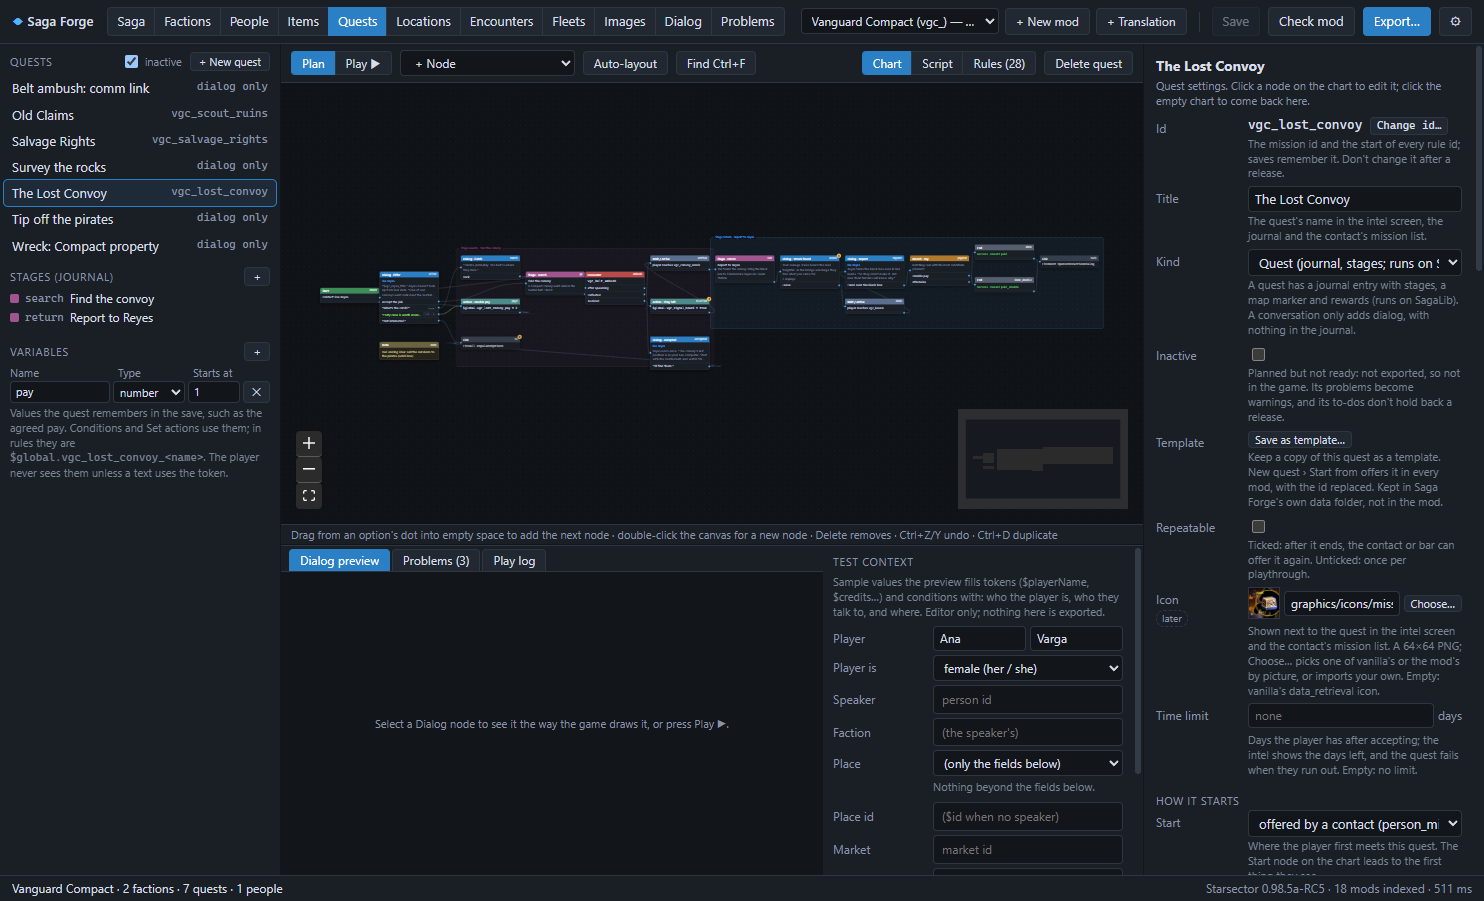 Saga Forge
Saga
Factions
People
Items
Quests
Locations
Encounters
Fleets
Images
Dialog
Problems
Vanguard Compact (vgc_) — ...
+ New mod
+ Translation
Save
Check mod
Export...
QUESTS
inactive
+ New quest
Belt ambush: comm link dialog only
Old Claims vgc_scout_ruins
Salvage Rights vgc_salvage_rights
Survey the rocks dialog only
The Lost Convoy vgc_lost_convoy
Tip off the pirates dialog only
Wreck: Compact property dialog only
STAGES (JOURNAL) +
search Find the convoy
return Report to Reyes
VARIABLES +
Name Type Starts at
pay number 1
Values the quest remembers in the save, such as the
agreed pay. Conditions and Set actions use them; in
rules they are
$global.vgc_lost_convoy_<name>. The player
never sees them unless a text uses the token.
Plan
Play ▶
+ Node
Auto-layout
Find Ctrl+F
Chart
Script
Rules (28)
Delete quest
Drag from an option's dot into empty space to add the next node · double-click the canvas for a new node · Delete removes · Ctrl+Z/Y undo · Ctrl+D duplicate
Dialog preview
Problems (3)
Play log
Select a Dialog node to see it the way the game draws it, or press Play ▶.
TEST CONTEXT
Sample values the preview fills tokens ($playerName,
$credits...) and conditions with: who the player is, who they
talk to, and where. Editor only; nothing here is exported.
Player Ana Varga
Player is female (her / she)
Speaker person id
Faction (the speaker's)
Place (only the fields below)
Nothing beyond the fields below.
Place id ($id when no speaker)
Market market id
The Lost Convoy
Quest settings. Click a node on the chart to edit it; click the
empty chart to come back here.
Id vgc_lost_convoy Change id...
The mission id and the start of every rule id;
saves remember it. Don't change it after a
release.
Title The Lost Convoy
The quest's name in the intel screen, the
journal and the contact's mission list.
Kind Quest (journal, stages; runs on S
A quest has a journal entry with stages, a
map marker and rewards (runs on SagaLib).
A conversation only adds dialog, with
nothing in the journal.
Inactive
Planned but not ready: not exported, so not
in the game. Its problems become
warnings, and its to-dos don't hold back a
release.
Template Save as template...
Keep a copy of this quest as a template.
New quest › Start from offers it in every
mod, with the id replaced. Kept in Saga
Forge's own data folder, not in the mod.
Repeatable
Ticked: after it ends, the contact or bar can
offer it again. Unticked: once per
playthrough.
Icon graphics/icons/miss Choose...
later
Shown next to the quest in the intel screen
and the contact's mission list. A 64×64 PNG;
Choose... picks one of vanilla's or the mod's
by picture, or imports your own. Empty:
vanilla's data_retrieval icon.
Time limit none days
Days the player has after accepting; the
intel shows the days left, and the quest fails
when they run out. Empty: no limit.
HOW IT STARTS
Start offered by a contact (person_mi
Where the player first meets this quest. The
Start node on the chart leads to the first
Vanguard Compact · 2 factions · 7 quests · 1 people
Starsector 0.98.5a-RC5 · 18 mods indexed · 511 ms